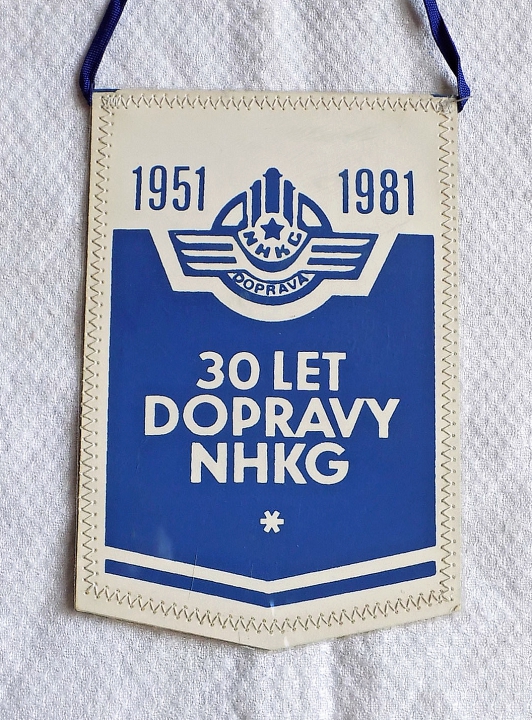 1951 1981
NHKG
DOPRAVA
30 LET
DOPRAVY
NHKG
*